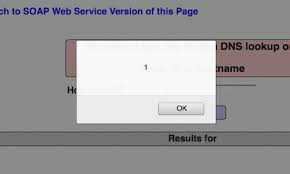 ch to SOAP Web Service Version of this Page
DNS lookup o
tname
Ho
1
OK
Results for